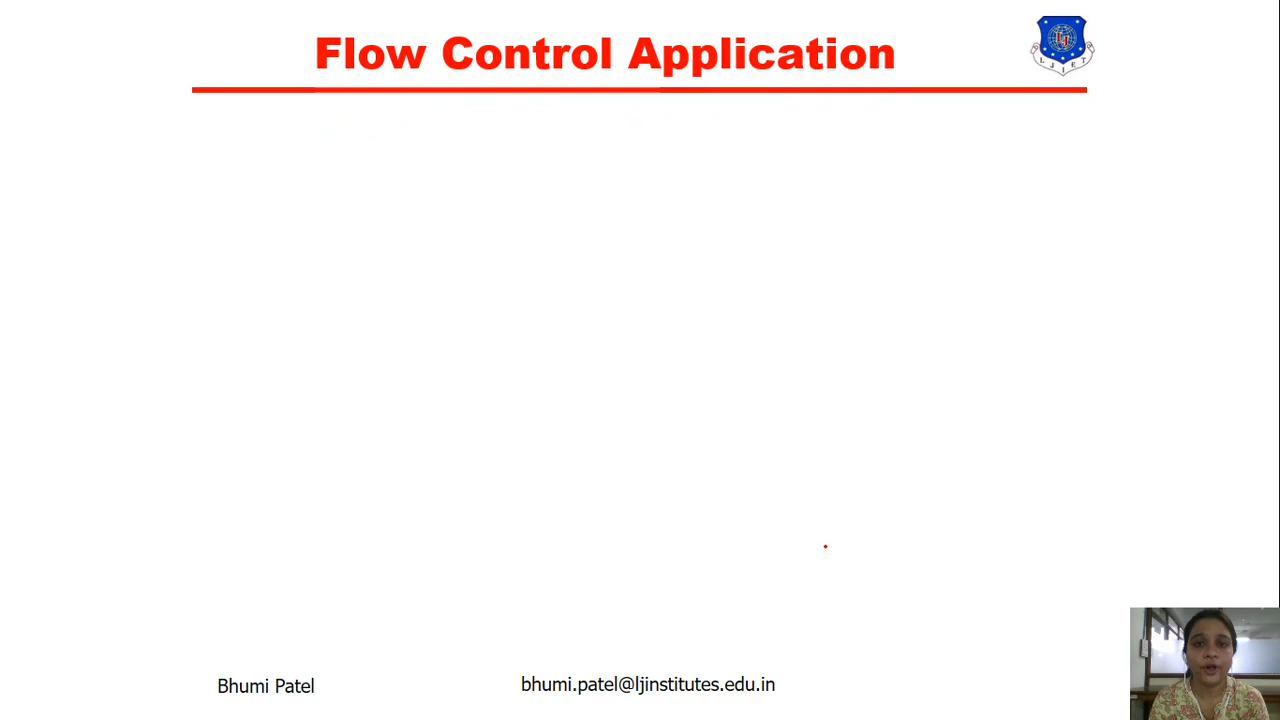 Flow Control Application
L J I E T
Bhumi Patel
bhumi.patel@ljinstitutes.edu.in